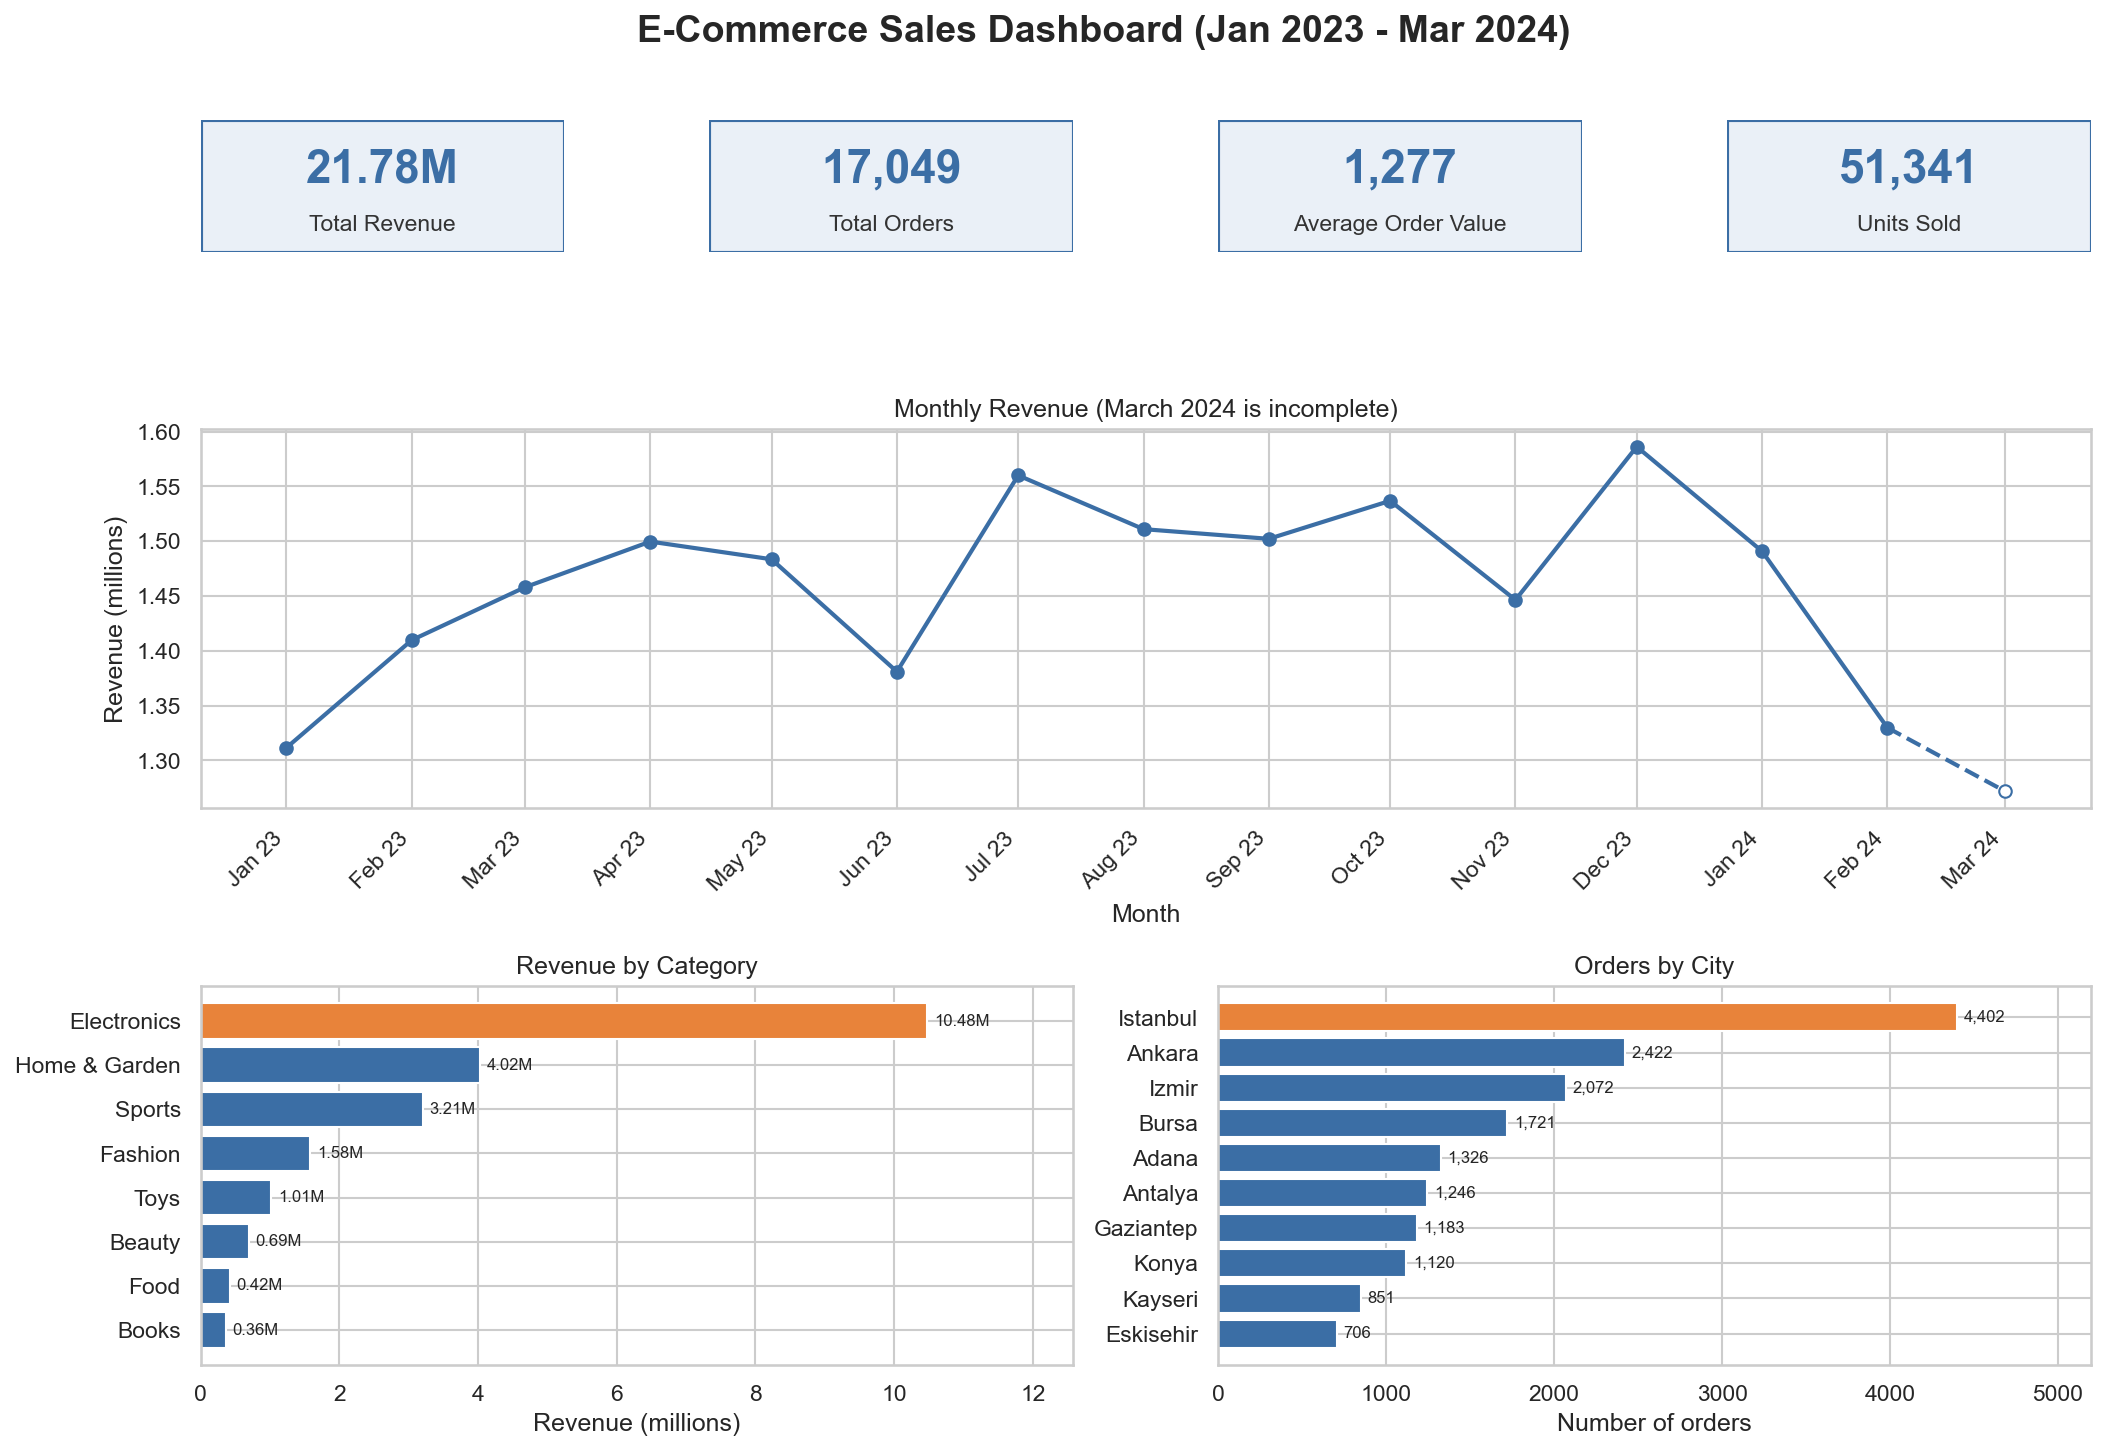 E-Commerce Sales Dashboard (Jan 2023 - Mar 2024)
21.78M
Total Revenue
17,049
Total Orders
1,277
Average Order Value
51,341
Units Sold
Monthly Revenue (March 2024 is incomplete)
Revenue (millions)
1.60
1.55
1.50
1.45
1.40
1.35
1.30
Jan 23
Feb 23
Mar 23
Apr 23
May 23
Jun 23
Jul 23
Aug 23
Sep 23
Oct 23
Nov 23
Dec 23
Jan 24
Feb 24
Mar 24
Month
Revenue by Category
Electronics 10.48M
Home & Garden 4.02M
Sports 3.21M
Fashion 1.58M
Toys 1.01M
Beauty 0.69M
Food 0.42M
Books 0.36M
0 2 4 6 8 10 12
Revenue (millions)
Orders by City
Istanbul 4,402
Ankara 2,422
Izmir 2,072
Bursa 1,721
Adana 1,326
Antalya 1,246
Gaziantep 1,183
Konya 1,120
Kayseri 851
Eskisehir 706
0 1000 2000 3000 4000 5000
Number of orders